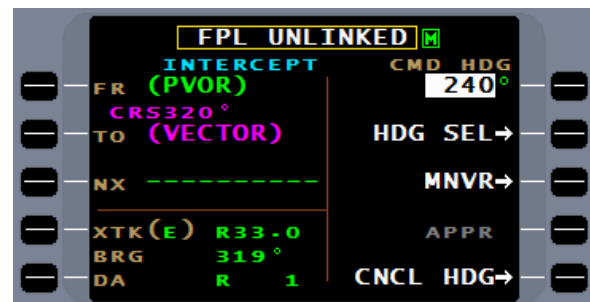 FPL UNLINKED M
INTERCEPT CMD HDG
FR (PVOR) 240°
CRS320°
TO (VECTOR) HDG SEL→
NX ---------- MNVR→
XTK(E) R33.0 APPR
BRG 319°
DA R 1 CNCL HDG→